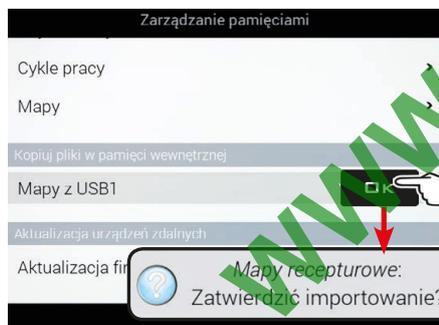 Zarządzanie pamięciami
Cykle pracy
Mapy
Kopiuj pliki w pamięci wewnętrznej
Mapy z USB1
OK
Aktualizacja urządzeń zdalnych
Aktualizacja
Mapy recepturowe:
Zatwierdzić importowanie?
www